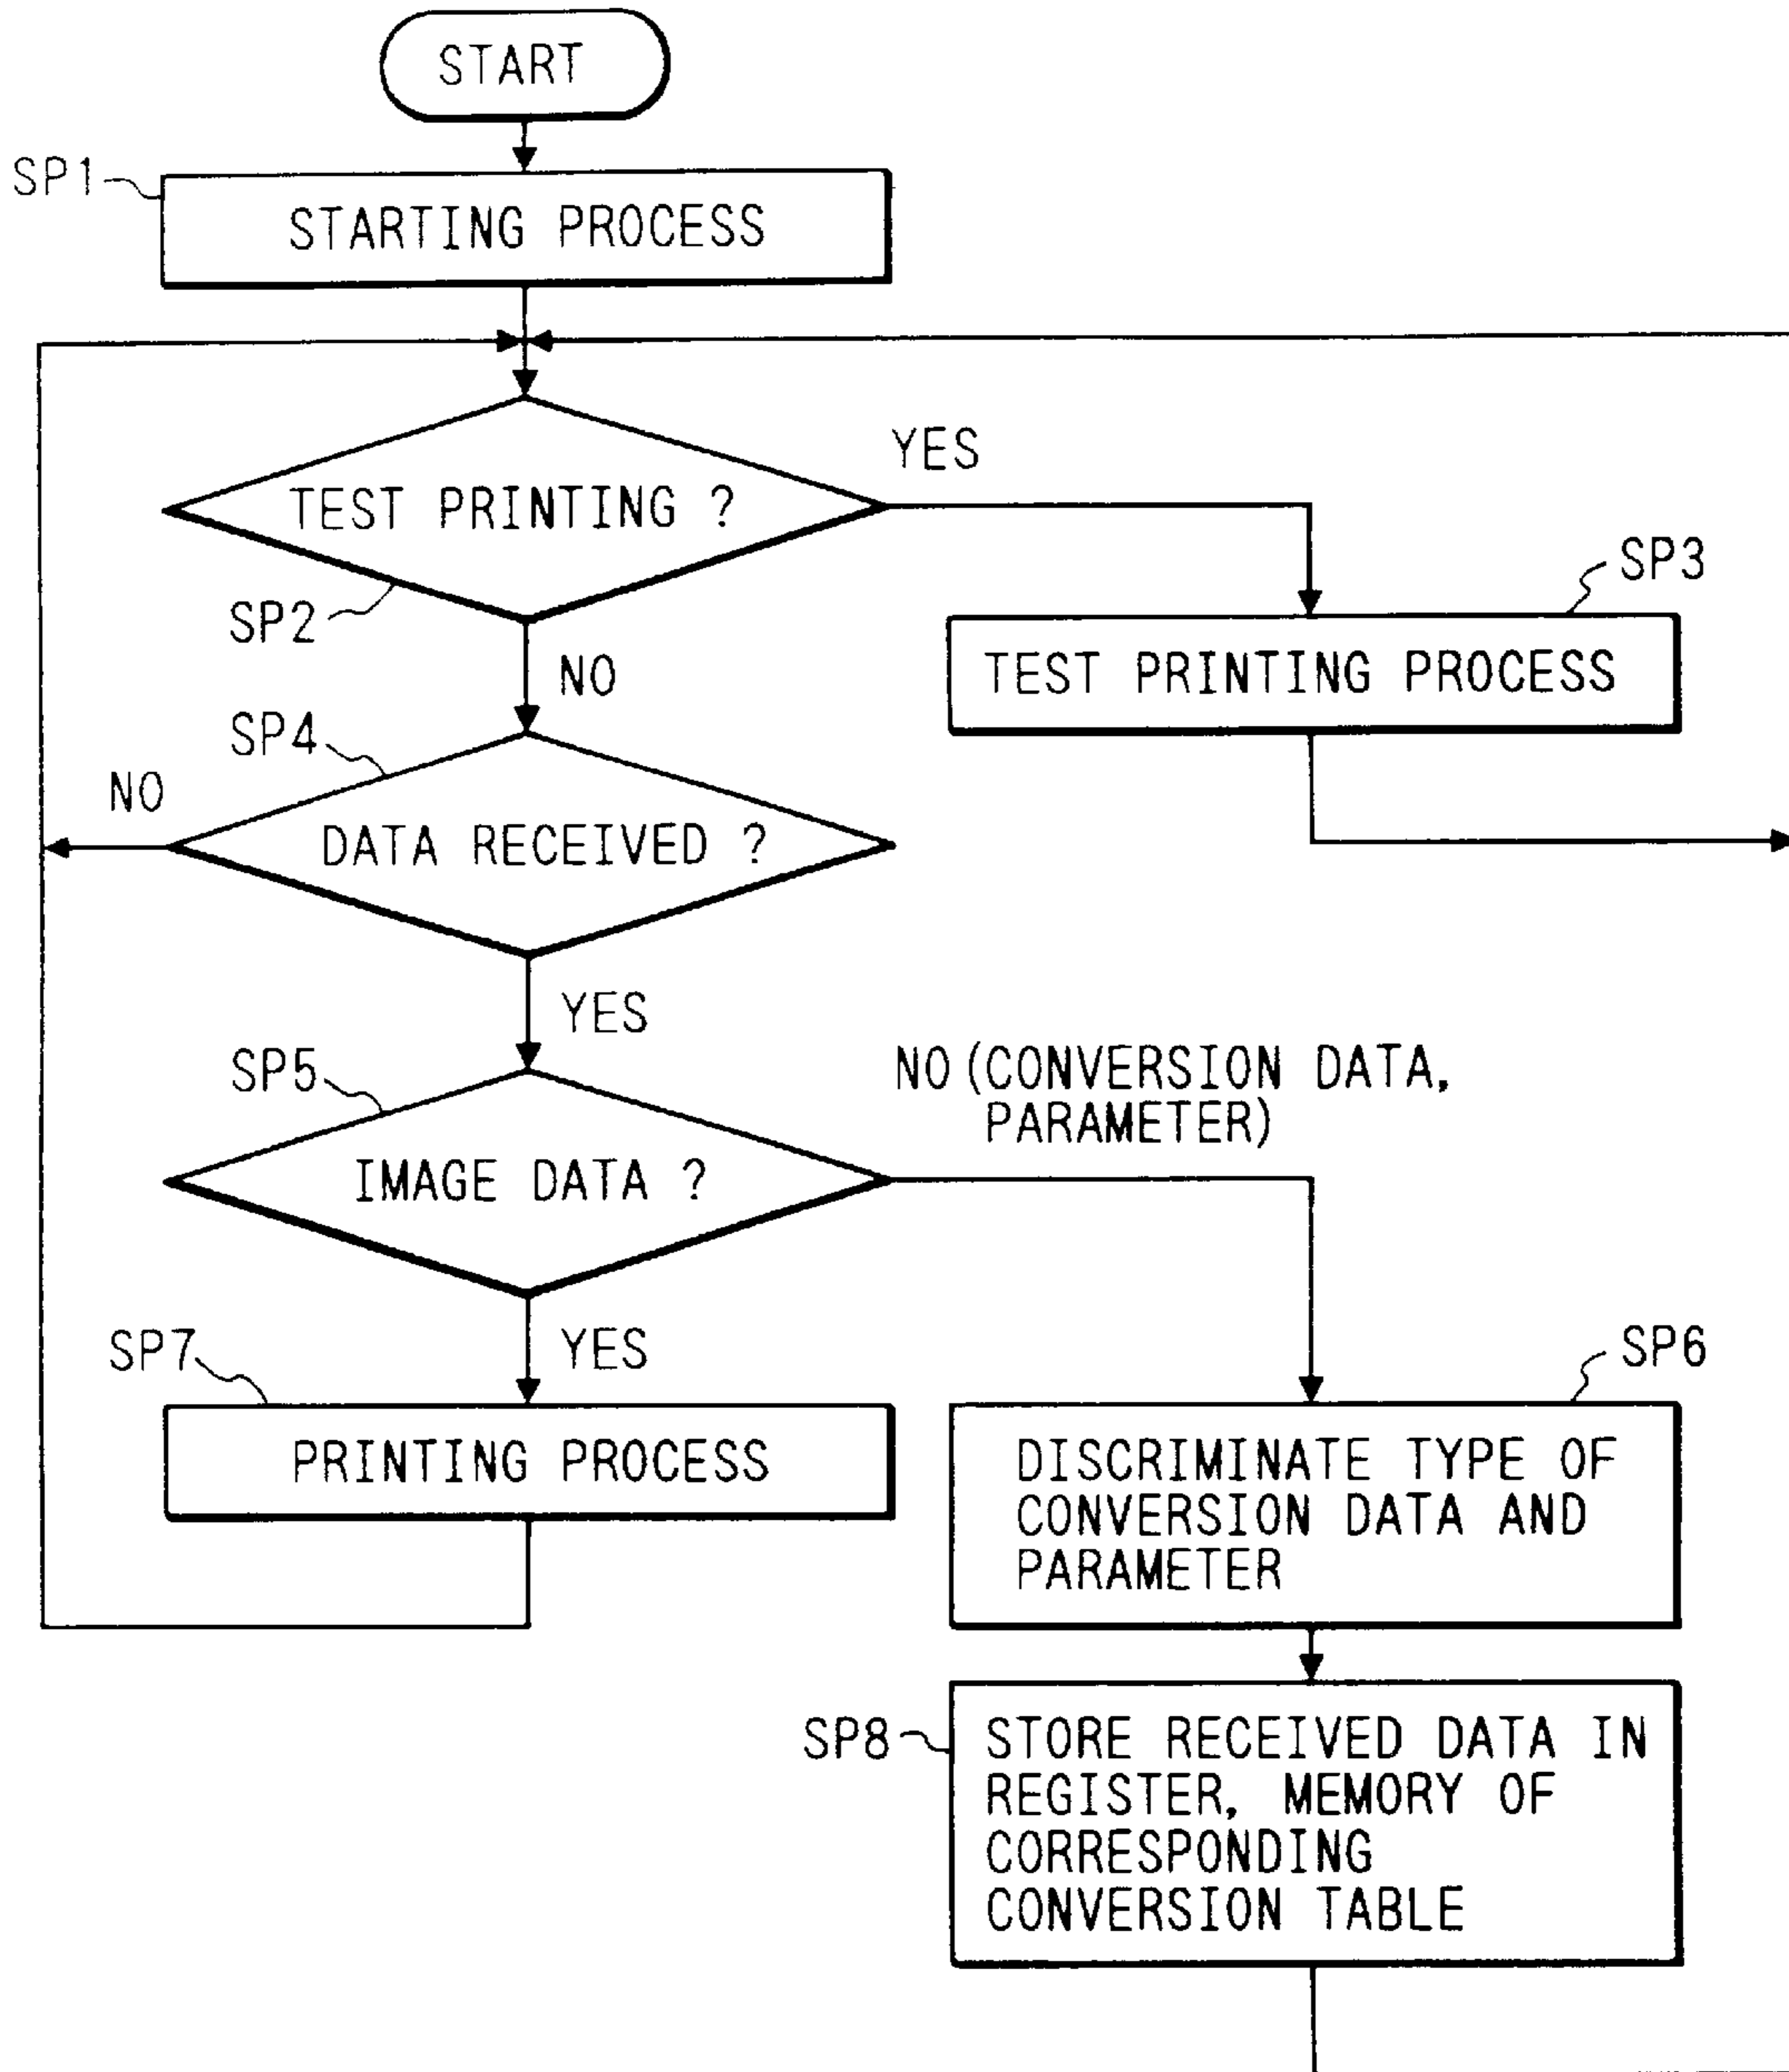 START
SP1
STARTING PROCESS
YES
TEST PRINTING ?
SP2
SP3
TEST PRINTING PROCESS
NO
SP4
NO
DATA RECEIVED ?
YES
SP5
NO (CONVERSION DATA,
PARAMETER)
IMAGE DATA ?
SP7
YES
SP6
PRINTING PROCESS
DISCRIMINATE TYPE OF
CONVERSION DATA AND
PARAMETER
SP8
STORE RECEIVED DATA IN
REGISTER, MEMORY OF
CORRESPONDING
CONVERSION TABLE